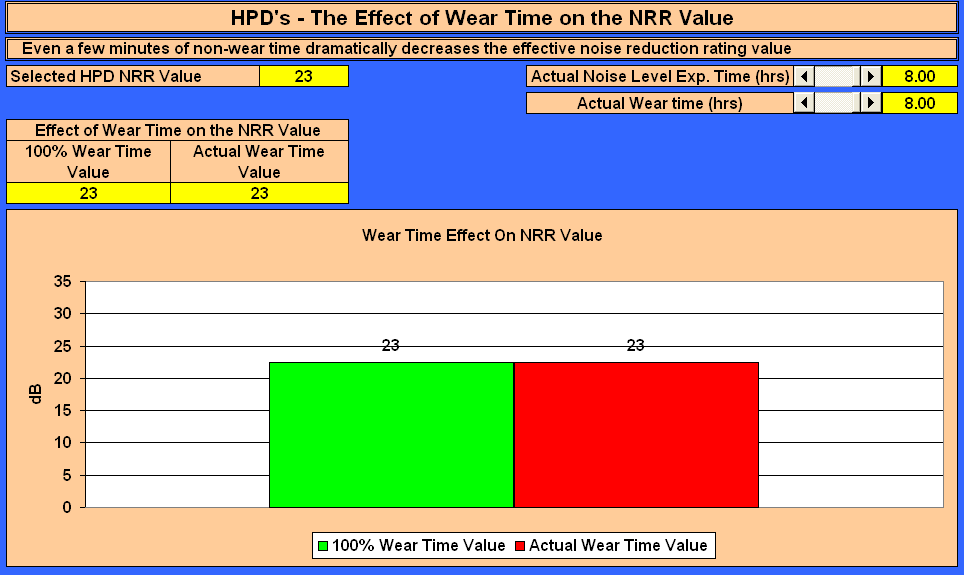 HPD's - The Effect of Wear Time on the NRR Value
Even a few minutes of non-wear time dramatically decreases the effective noise reduction rating value
Selected HPD NRR Value 23
Actual Noise Level Exp. Time (hrs) 8.00
Actual Wear time (hrs) 8.00
Effect of Wear Time on the NRR Value
100% Wear Time Value
Actual Wear Time Value
23 23
Wear Time Effect On NRR Value
35
30
25
20
15
10
5
0
dB
23 23
100% Wear Time Value Actual Wear Time Value